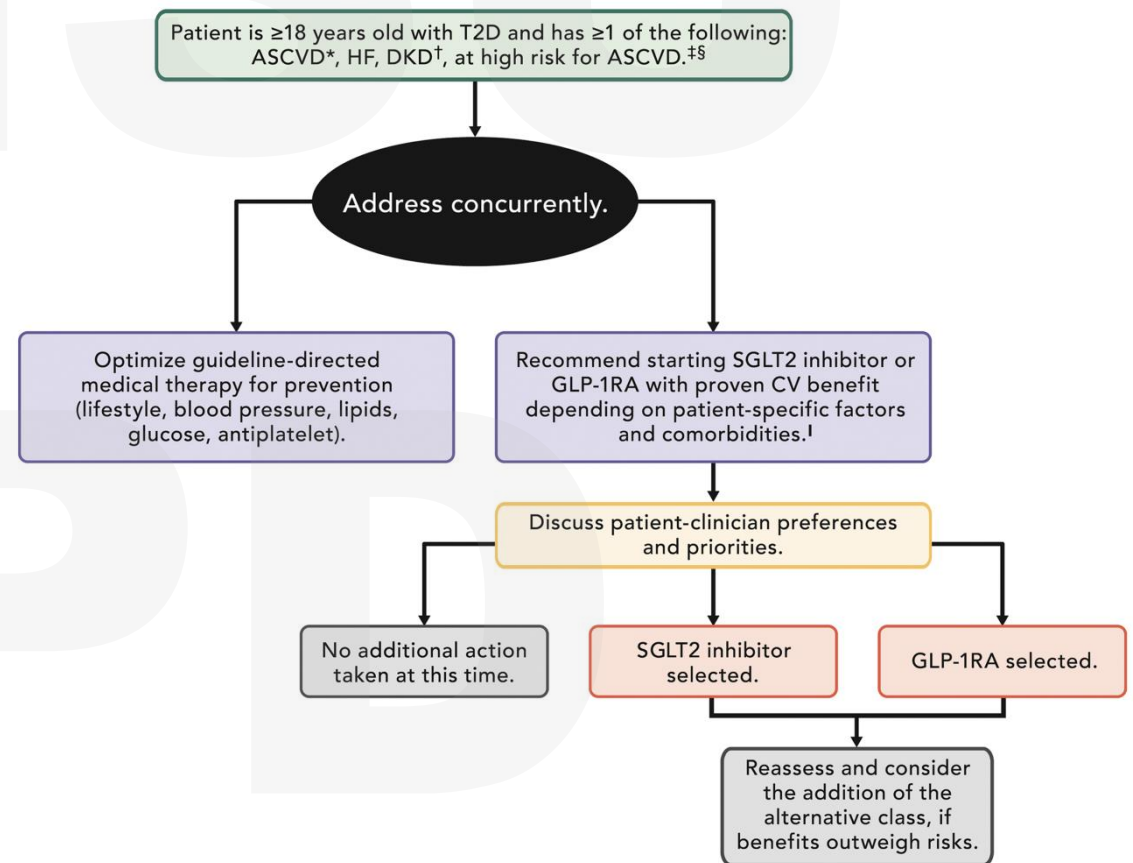 Patient is ≥18 years old with T2D and has ≥1 of the following:
ASCVD*, HF, DKD†, at high risk for ASCVD.‡§
Address concurrently.
Optimize guideline-directed
medical therapy for prevention
(lifestyle, blood pressure, lipids,
glucose, antiplatelet).
Recommend starting SGLT2 inhibitor or
GLP-1RA with proven CV benefit
depending on patient-specific factors
and comorbidities.ǀ
Discuss patient-clinician preferences
and priorities.
No additional action
taken at this time.
SGLT2 inhibitor
selected.
GLP-1RA selected.
Reassess and consider
the addition of the
alternative class, if
benefits outweigh risks.